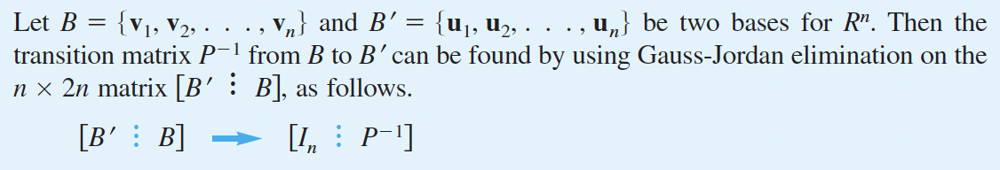 Let B = {v₁, v₂, . . . , vₙ} and B′ = {u₁, u₂, . . . , uₙ} be two bases for Rⁿ. Then the
transition matrix P⁻¹ from B to B′ can be found by using Gauss-Jordan elimination on the
n × 2n matrix [B′ ⋮ B], as follows.
[B′ ⋮ B] → [Iₙ ⋮ P⁻¹]